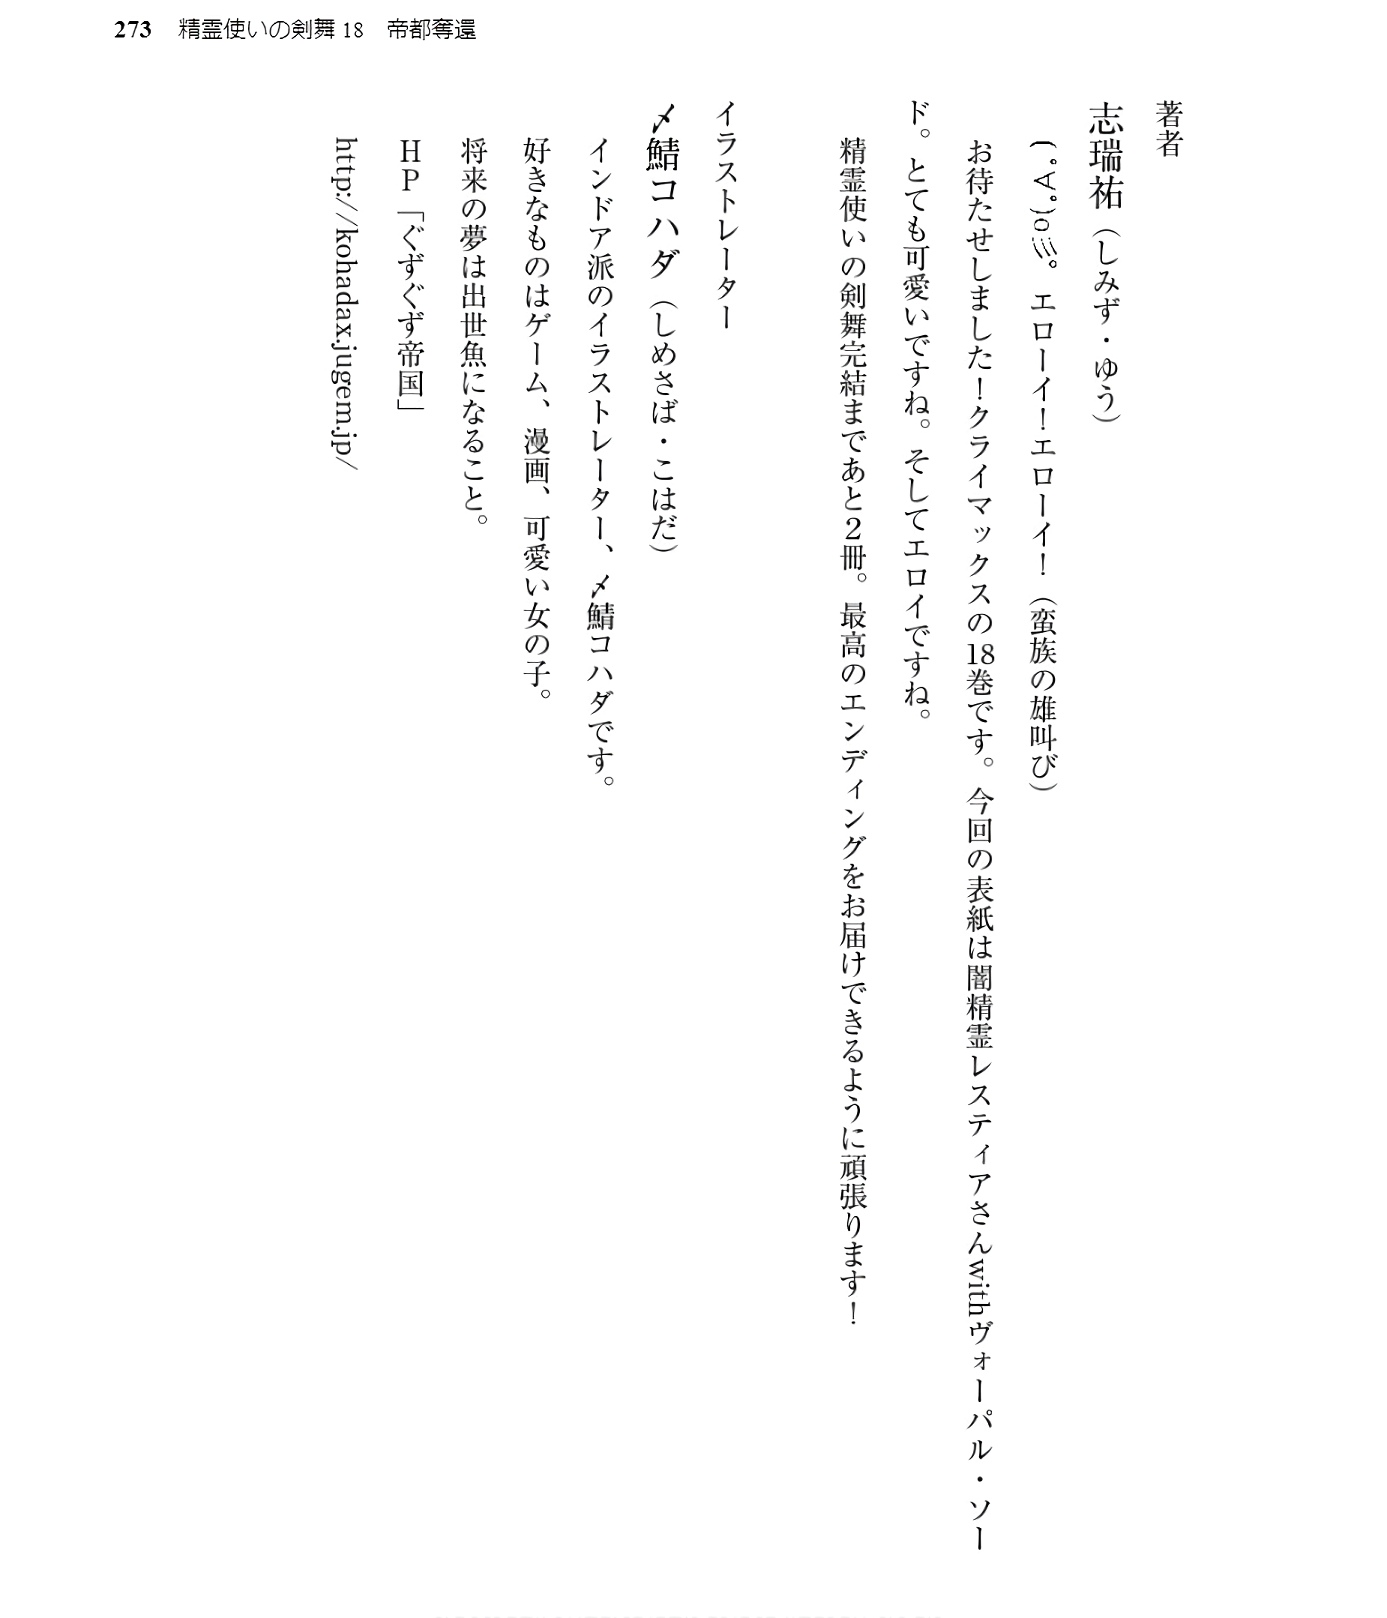 273 精霊使いの剣舞18 帝都奪還
著者
志瑞祐（しみず・ゆう）
(゚A゚)o彡゚ エローイ！エローイ！（蛮族の雄叫び）
お待たせしました！クライマックスの18巻です。今回の表紙は闇精霊レスティアさんwithヴォーパル・ソー
ド。とても可愛いですね。そしてエロイですね。
精霊使いの剣舞完結まであと２冊。最高のエンディングをお届けできるように頑張ります！
イラストレーター
〆鯖コハダ（しめさば・こはだ）
インドア派のイラストレーター、〆鯖コハダです。
好きなものはゲーム、漫画、可愛い女の子。
将来の夢は出世魚になること。
ＨＰ「ぐずぐず帝国」
http://kohadax.jugem.jp/